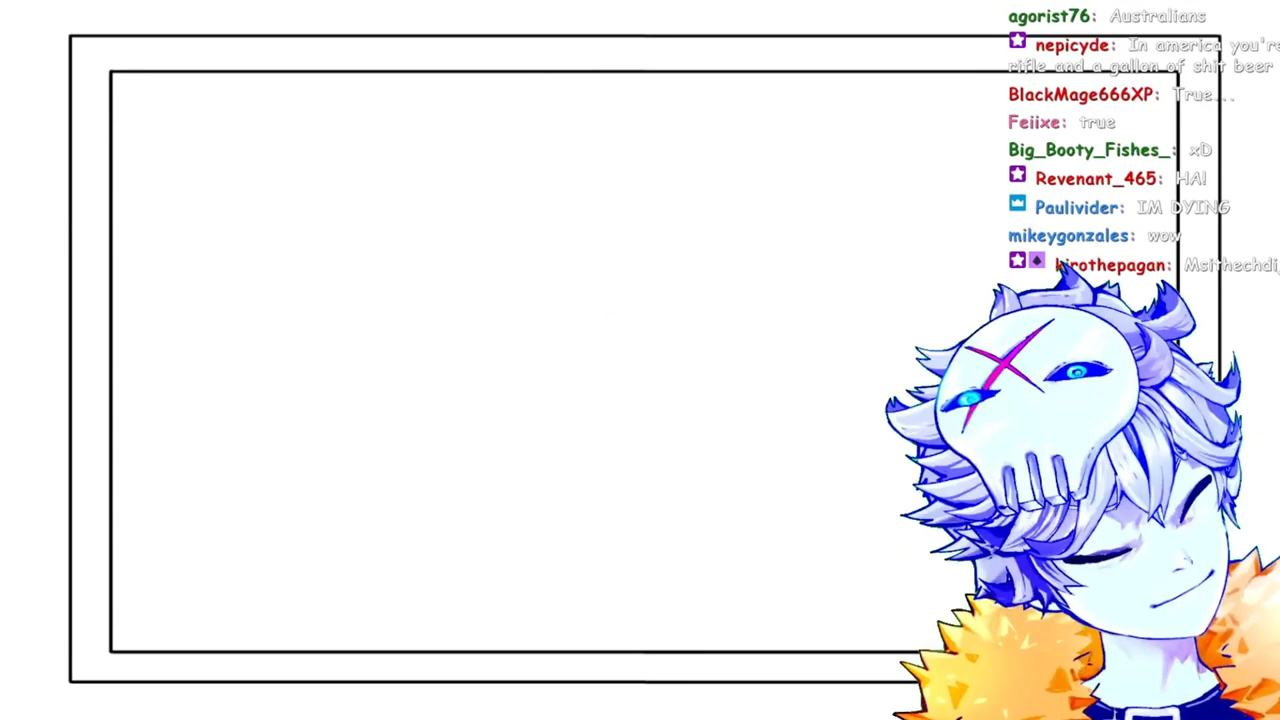 agorist76: Australians
nepicyde: In america you're
rifle and a gallon of shit beer
BlackMage666XP: True...
Feiixe: true
Big_Booty_Fishes_: xD
Revenant_465: HA!
Paulivider: IM DYING
mikeygonzales: wow
kirothepagan: